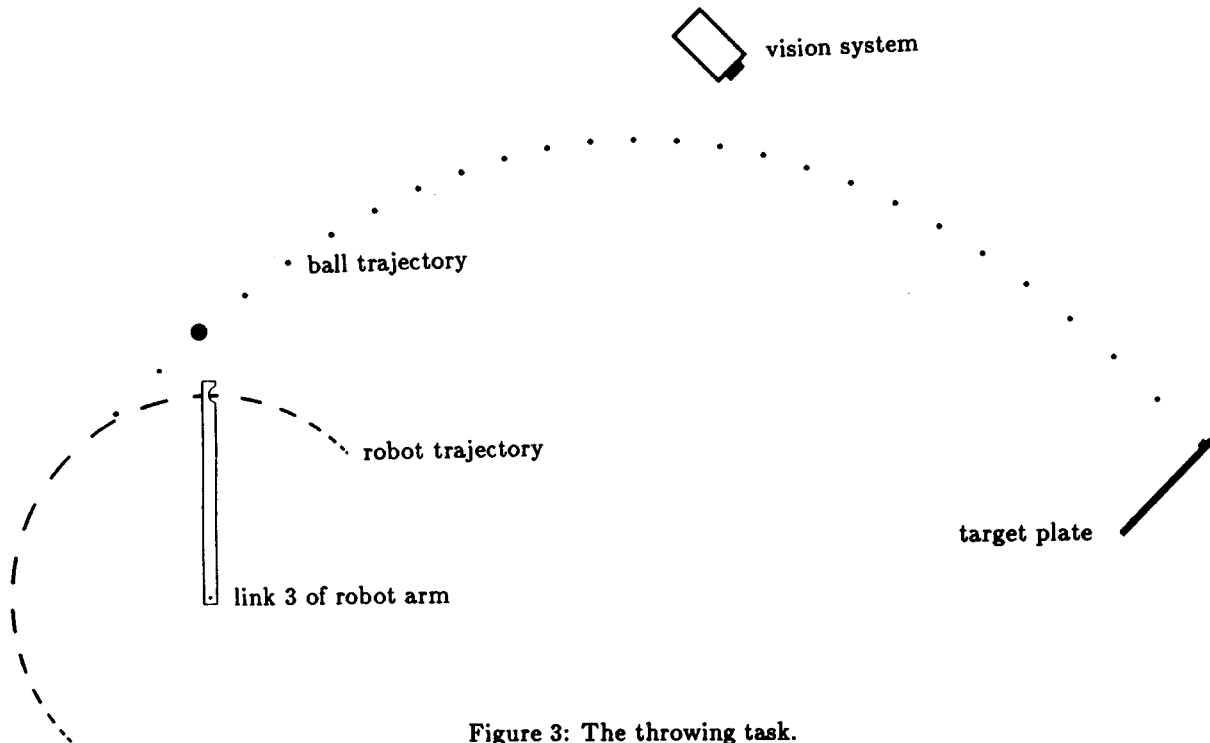 vision system
ball trajectory
robot trajectory
target plate
link 3 of robot arm
Figure 3: The throwing task.